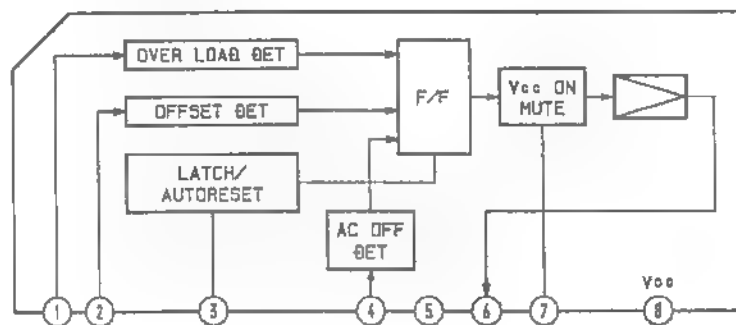 OVER LOAD DET
OFFSET DET
LATCH/
AUTORESET
F/F
Vcc ON
MUTE
AC OFF
DET
1 2 3 4 5 6 7 8
Vcc